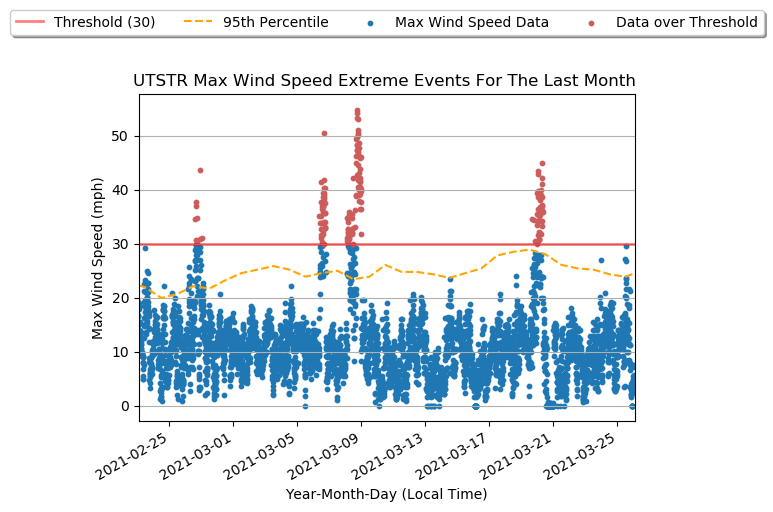 Threshold (30) 95th Percentile Max Wind Speed Data Data over Threshold
UTSTR Max Wind Speed Extreme Events For The Last Month
Max Wind Speed (mph)
50
40
30
20
10
0
2021-02-25 2021-03-01 2021-03-05 2021-03-09 2021-03-13 2021-03-17 2021-03-21 2021-03-25
Year-Month-Day (Local Time)